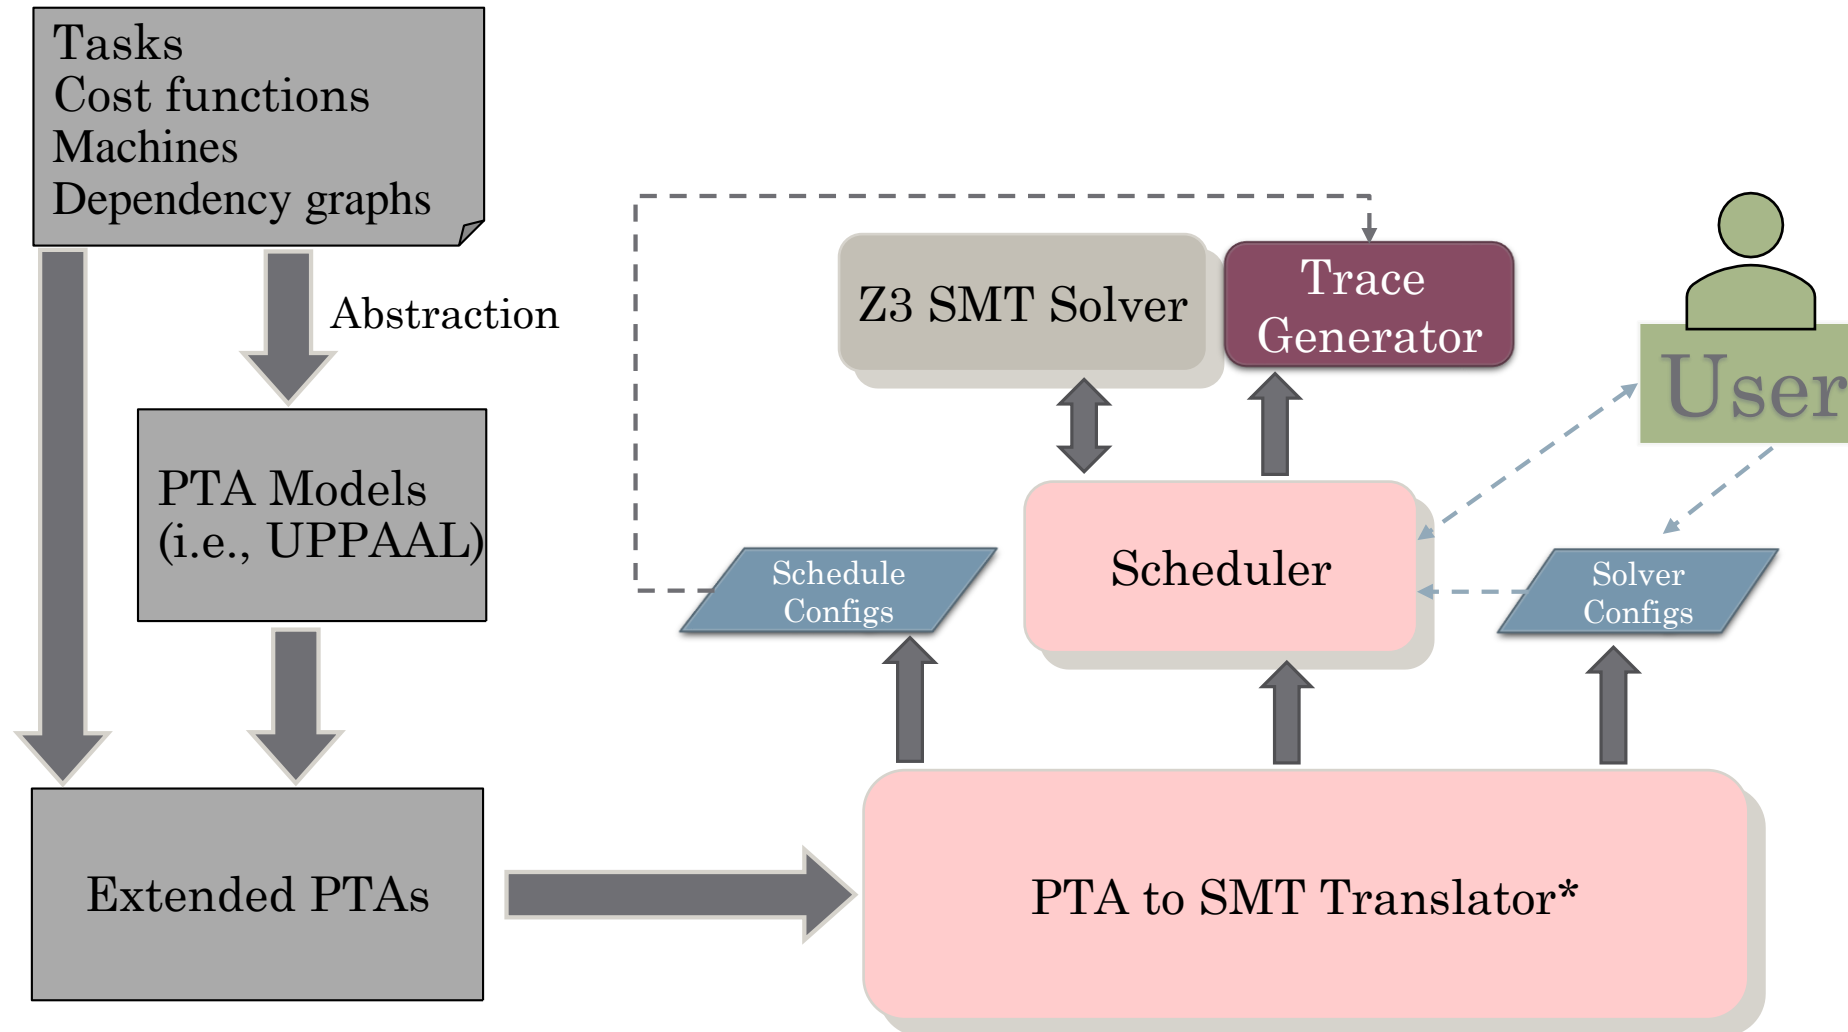 Tasks
Cost functions
Machines
Dependency graphs
Abstraction
PTA Models
(i.e., UPPAAL)
Extended PTAs
Z3 SMT Solver
Trace
Generator
User
Schedule
Configs
Scheduler
Solver
Configs
PTA to SMT Translator*